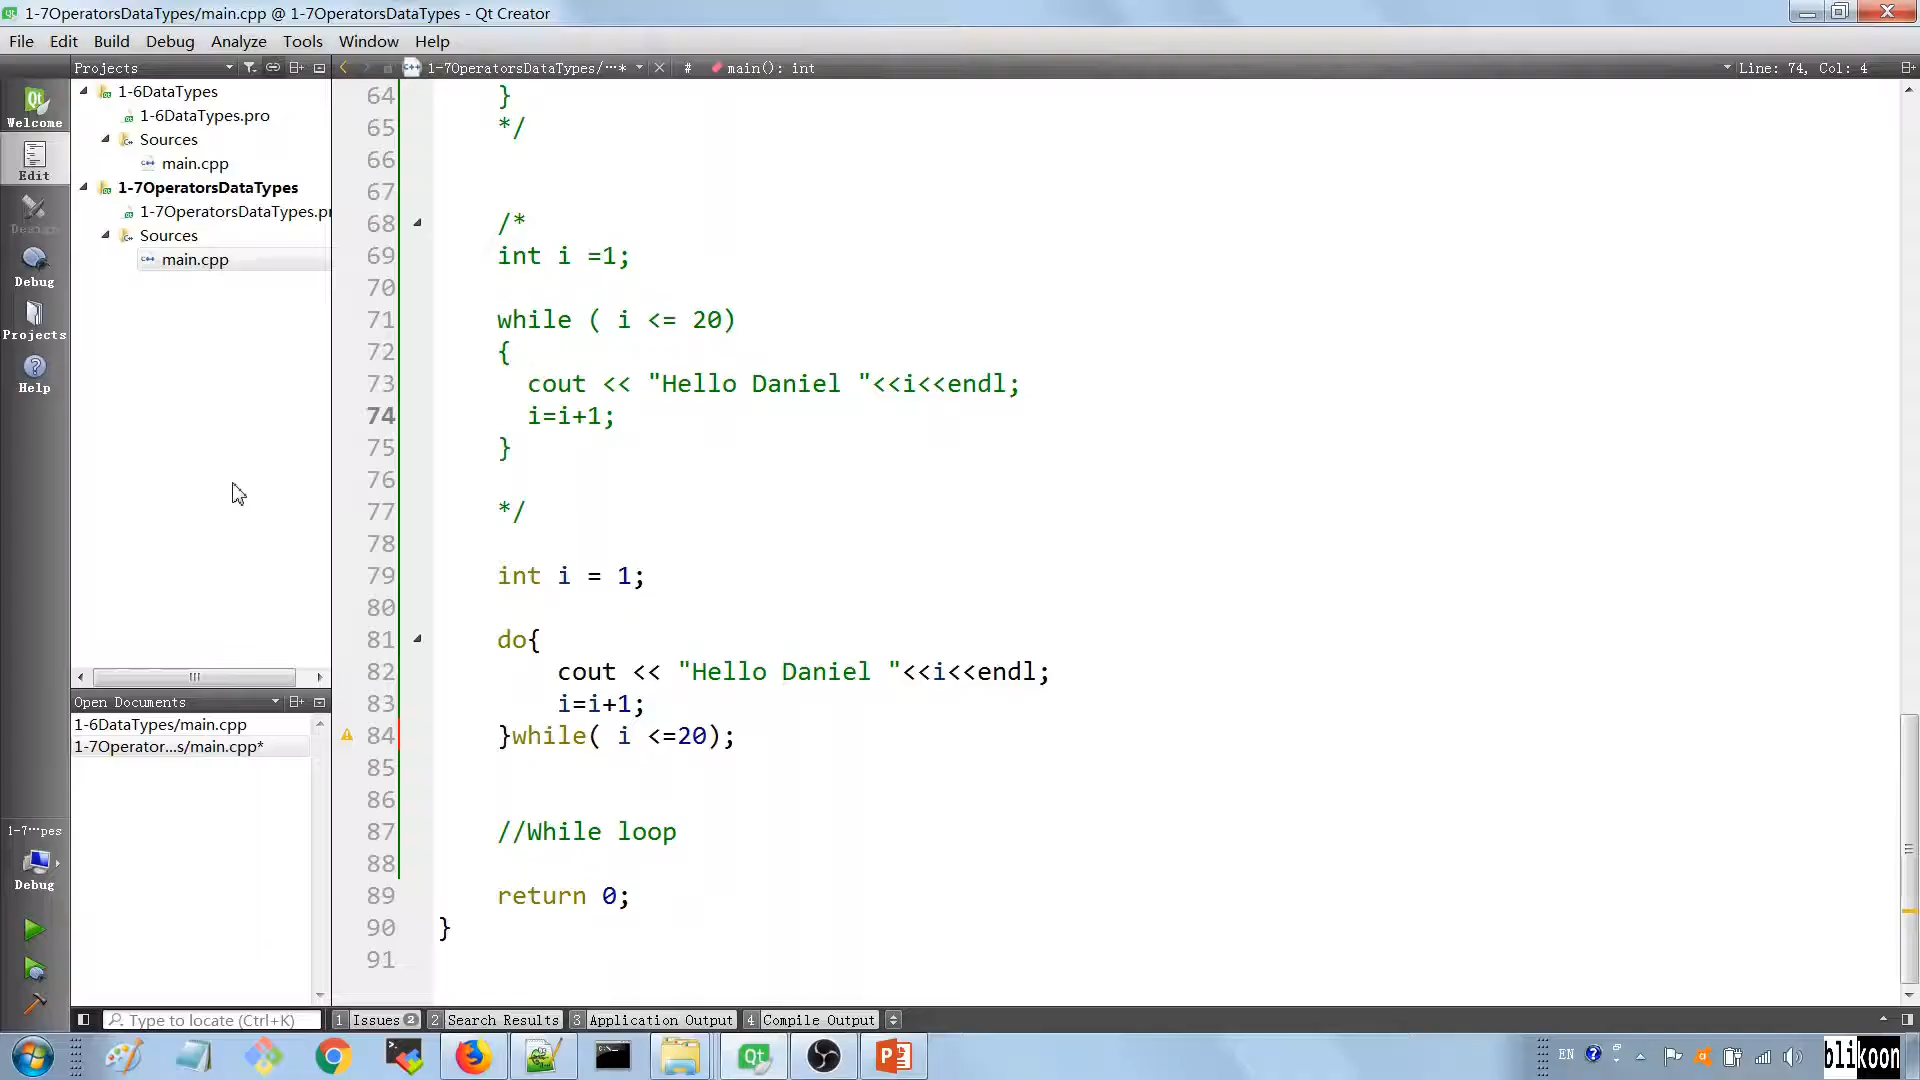 1-7OperatorsDataTypes/main.cpp @ 1-7OperatorsDataTypes - Qt Creator
File Edit Build Debug Analyze Tools Window Help
Projects
1-7OperatorsDataTypes/···* # main(): int Line: 74, Col: 4
Welcome
Edit
Design
Debug
Projects
Help
1-6DataTypes
1-6DataTypes.pro
Sources
main.cpp
1-7OperatorsDataTypes
1-7OperatorsDataTypes.pr
Sources
main.cpp
64 }
65 */
66
67
68 /*
69 int i =1;
70
71 while ( i <= 20)
72 {
73 cout << "Hello Daniel "<<i<<endl;
74 i=i+1;
75 }
76
77 */
78
79 int i = 1;
80
81 do{
82 cout << "Hello Daniel "<<i<<endl;
83 i=i+1;
84 }while( i <=20);
85
86
87 //While loop
88
89 return 0;
90 }
91
Open Documents
1-6DataTypes/main.cpp
1-7Operator...s/main.cpp*
1-7···pes
Debug
Type to locate (Ctrl+K)
1 Issues 2 2 Search Results 3 Application Output 4 Compile Output
EN
blikoon